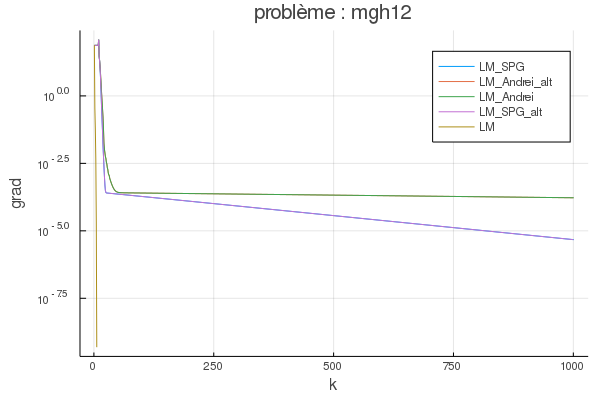 problème : mgh12
LM_SPG
LM_Andrei_alt
LM_Andrei
LM_SPG_alt
LM
10^0.0
10^-2.5
10^-5.0
10^-7.5
grad
0 250 500 750 1000
k